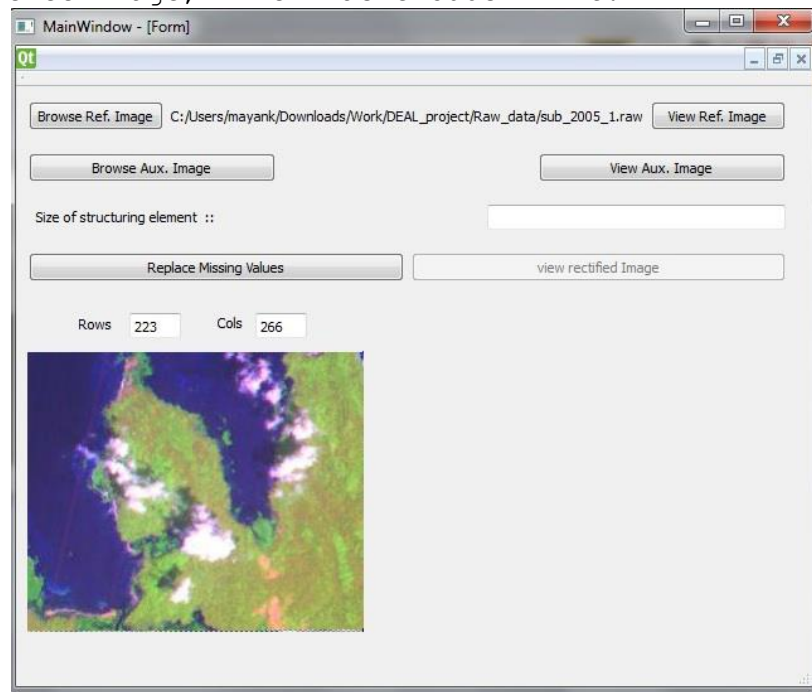 MainWindow - [Form]
Qt
Browse Ref. Image C:/Users/mayank/Downloads/Work/DEAL_project/Raw_data/sub_2005_1.raw View Ref. Image
Browse Aux. Image View Aux. Image
Size of structuring element ::
Replace Missing Values view rectified Image
Rows 223 Cols 266